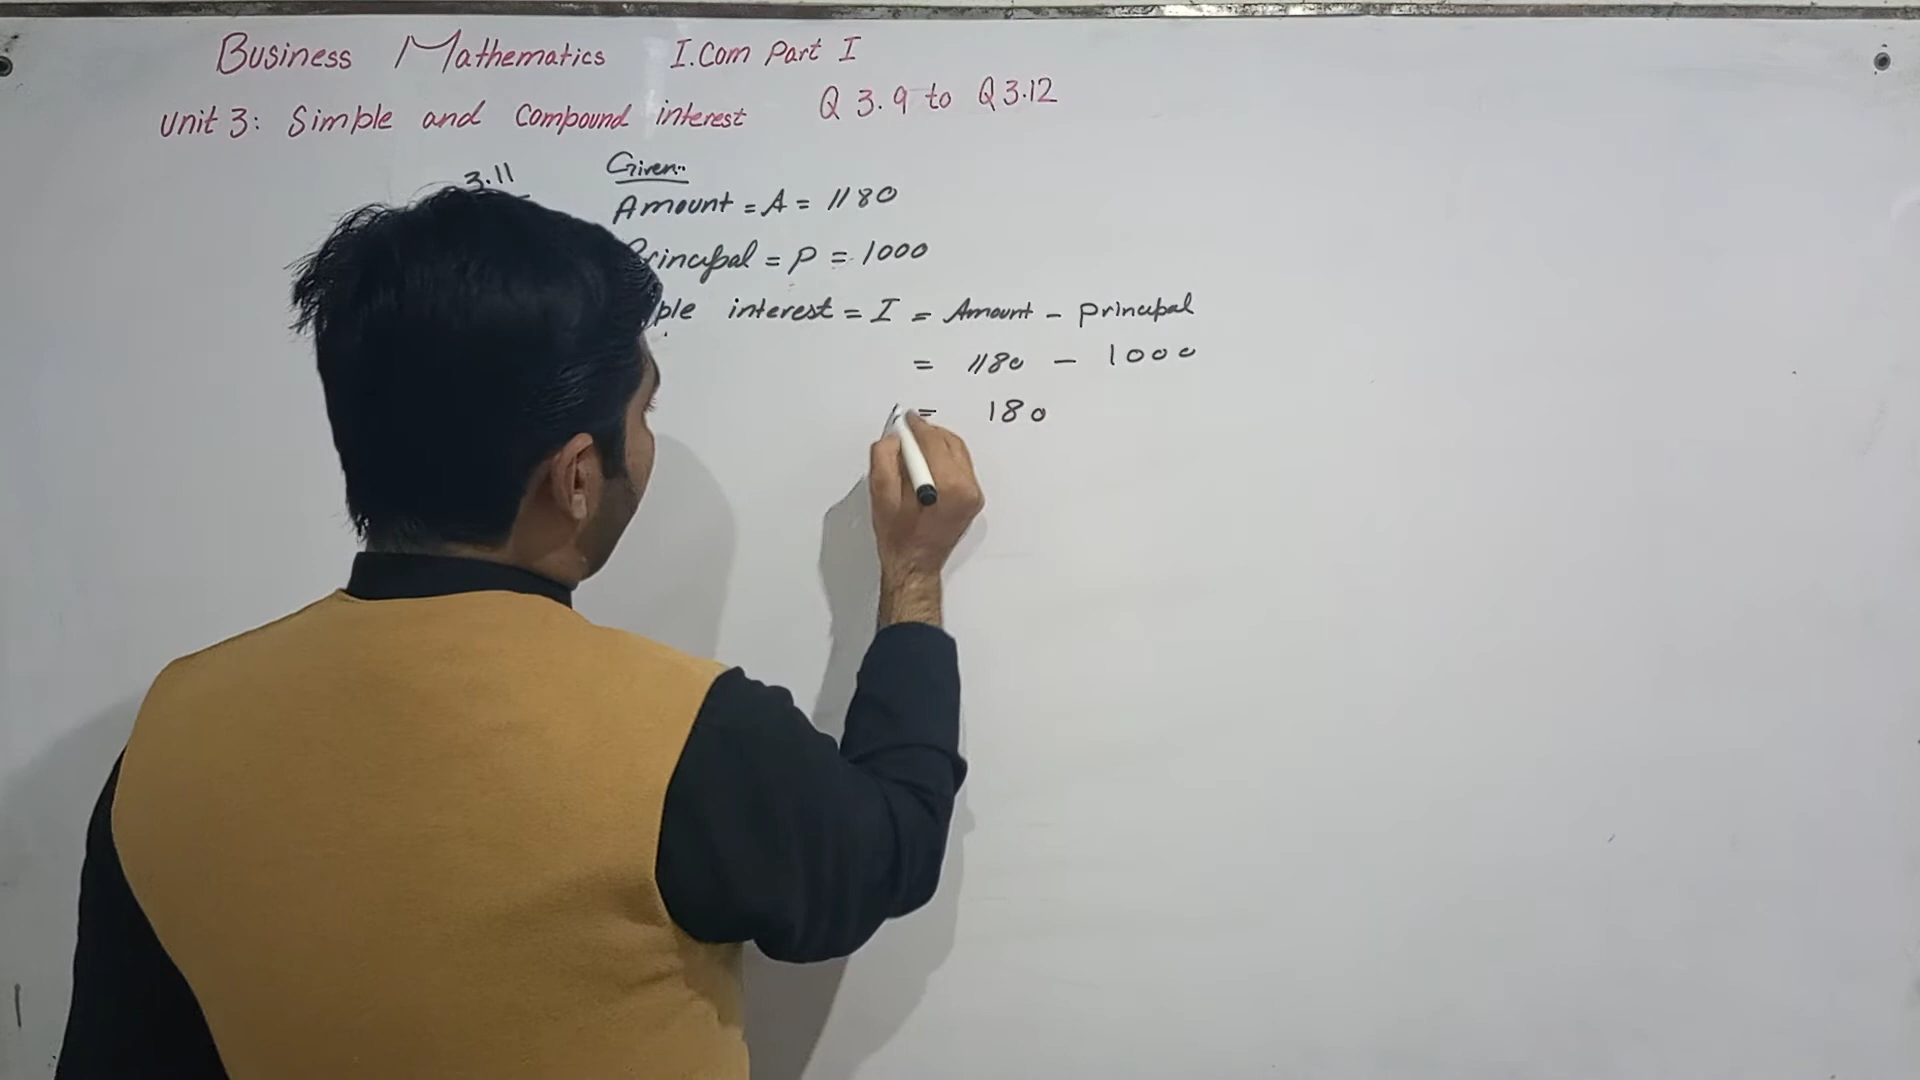 Business Mathematics I.Com Part I
Unit 3: Simple and Compound interest Q 3.9 to Q 3.12
3.11 Given:-
Amount = A = 1180
Principal = P = 1000
interest = I = Amount - Principal
= 1180 - 1000
= 180